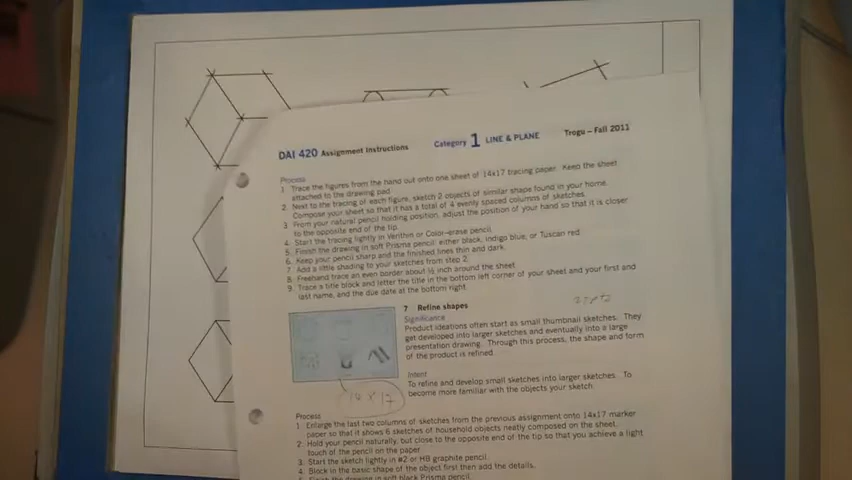 DAI 420 Assignment Instructions Category 1 LINE & PLANE Trogu – Fall 2011
Process
1 Trace the figures from the hand out onto one sheet of 14x17 tracing paper. Keep the sheet
attached to the drawing pad.
2. Next to the tracing of each figure, sketch 2 objects of similar shape found in your home.
Compose your sheet so that it has a total of 4 evenly spaced columns of sketches.
3 From your natural pencil holding position, adjust the position of your hand so that it is closer
to the opposite end of the tip.
4. Start the tracing lightly in Verithin or Color-erase pencil.
5. Finish the drawing in soft Prisma pencil: either black, indigo blue, or Tuscan red.
6. Keep your pencil sharp and the finished lines thin and dark.
7. Add a little shading to your sketches from step 2.
8. Freehand trace an even border about ½ inch around the sheet.
9. Trace a title block and letter the title in the bottom left corner of your sheet and your first and
last name, and the due date at the bottom right.
7 Refine shapes
Significance
Product ideations often start as small thumbnail sketches. They
get developed into larger sketches and eventually into a large
presentation drawing. Through this process, the shape and form
of the product is refined.
Intent
To refine and develop small sketches into larger sketches. To
become more familiar with the objects your sketch.
14 x 17
Process
1. Enlarge the last two columns of sketches from the previous assignment onto 14x17 marker
paper so that it shows 6 sketches of household objects neatly composed on the sheet.
2. Hold your pencil naturally, but close to the opposite end of the tip so that you achieve a light
touch of the pencil on the paper.
3. Start the sketch lightly in #2 or HB graphite pencil.
4. Block in the basic shape of the object first then add the details.
5. Finish the drawing in soft black Prisma pencil.